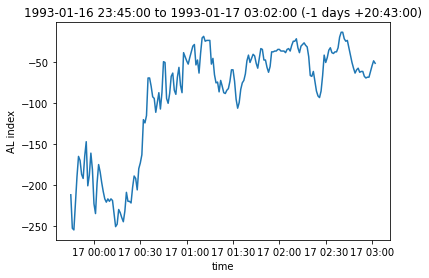 1993-01-16 23:45:00 to 1993-01-17 03:02:00 (-1 days +20:43:00)
−50
−100
−150
−200
−250
AL index
17 00:00 17 00:30 17 01:00 17 01:30 17 02:00 17 02:30 17 03:00
time